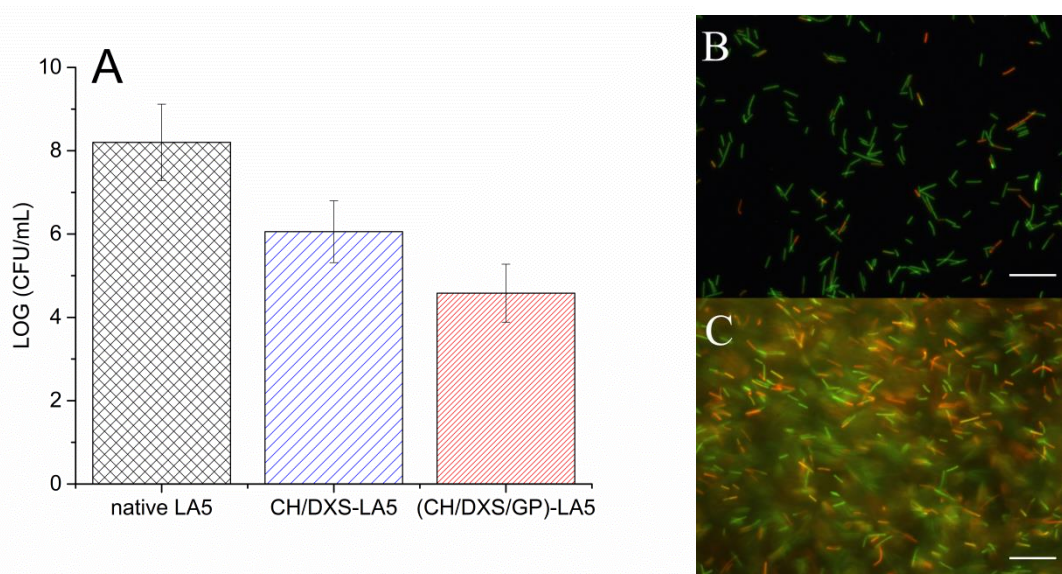 A
LOG (CFU/mL)
10
8
6
4
2
0
native LA5
CH/DXS-LA5
(CH/DXS/GP)-LA5
B
C